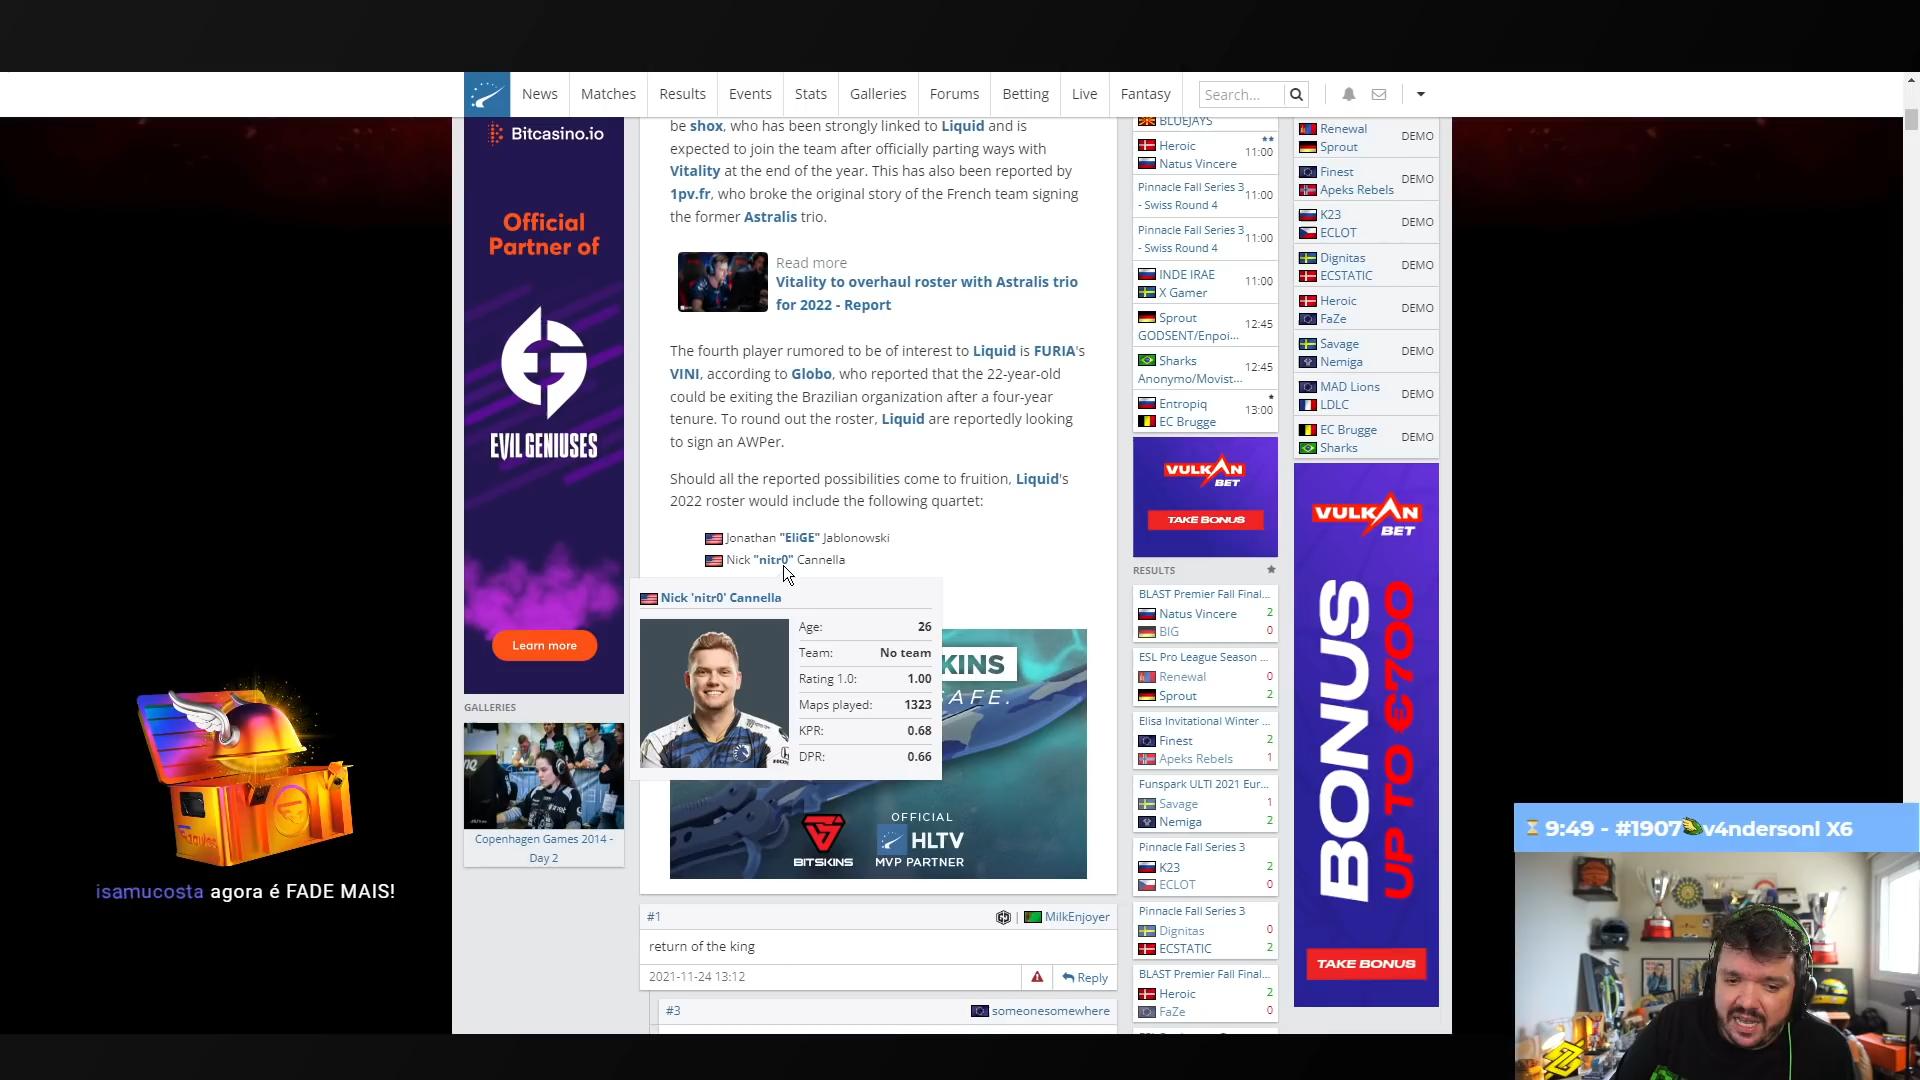 News
Matches
Results
Events
Stats
Galleries
Forums
Betting
Live
Fantasy
Search...
Bitcasino.io
Official
Partner of
EVIL GENIUSES
Learn more
GALLERIES
Copenhagen Games 2014 -
Day 2
be shox, who has been strongly linked to Liquid and is
expected to join the team after officially parting ways with
Vitality at the end of the year. This has also been reported by
1pv.fr, who broke the original story of the French team signing
the former Astralis trio.
Read more
Vitality to overhaul roster with Astralis trio
for 2022 - Report
The fourth player rumored to be of interest to Liquid is FURIA's
VINI, according to Globo, who reported that the 22-year-old
could be exiting the Brazilian organization after a four-year
tenure. To round out the roster, Liquid are reportedly looking
to sign an AWPer.
Should all the reported possibilities come to fruition, Liquid's
2022 roster would include the following quartet:
Jonathan "EliGE" Jablonowski
Nick "nitr0" Cannella
Nick 'nitr0' Cannella
Age: 26
Team: No team
Rating 1.0: 1.00
Maps played: 1323
KPR: 0.68
DPR: 0.66
KINS
AFE.
BITSKINS
OFFICIAL
HLTV
MVP PARTNER
#1
MilkEnjoyer
return of the king
2021-11-24 13:12
Reply
#3
someonesomewhere
BLUEJAYS
Heroic
Natus Vincere
11:00
Pinnacle Fall Series 3
- Swiss Round 4
11:00
Pinnacle Fall Series 3
- Swiss Round 4
11:00
INDE IRAE
X Gamer
11:00
Sprout
GODSENT/Enpoi...
12:45
Sharks
Anonymo/Movist...
12:45
Entropiq
EC Brugge
13:00
VULKAN
BET
TAKE BONUS
RESULTS
BLAST Premier Fall Final...
Natus Vincere 2
BIG 0
ESL Pro League Season ...
Renewal 0
Sprout 2
Elisa Invitational Winter ...
Finest 2
Apeks Rebels 1
Funspark ULTI 2021 Eur...
Savage 1
Nemiga 2
Pinnacle Fall Series 3
K23 2
ECLOT 0
Pinnacle Fall Series 3
Dignitas 0
ECSTATIC 2
BLAST Premier Fall Final...
Heroic 2
FaZe 0
Renewal
Sprout
DEMO
Finest
Apeks Rebels
DEMO
K23
ECLOT
DEMO
Dignitas
ECSTATIC
DEMO
Heroic
FaZe
DEMO
Savage
Nemiga
DEMO
MAD Lions
LDLC
DEMO
EC Brugge
Sharks
DEMO
VULKAN
BET
BONUS
UP TO €700
TAKE BONUS
isamucosta agora é FADE MAIS!
9:49 - #1907 v4ndersonl X6